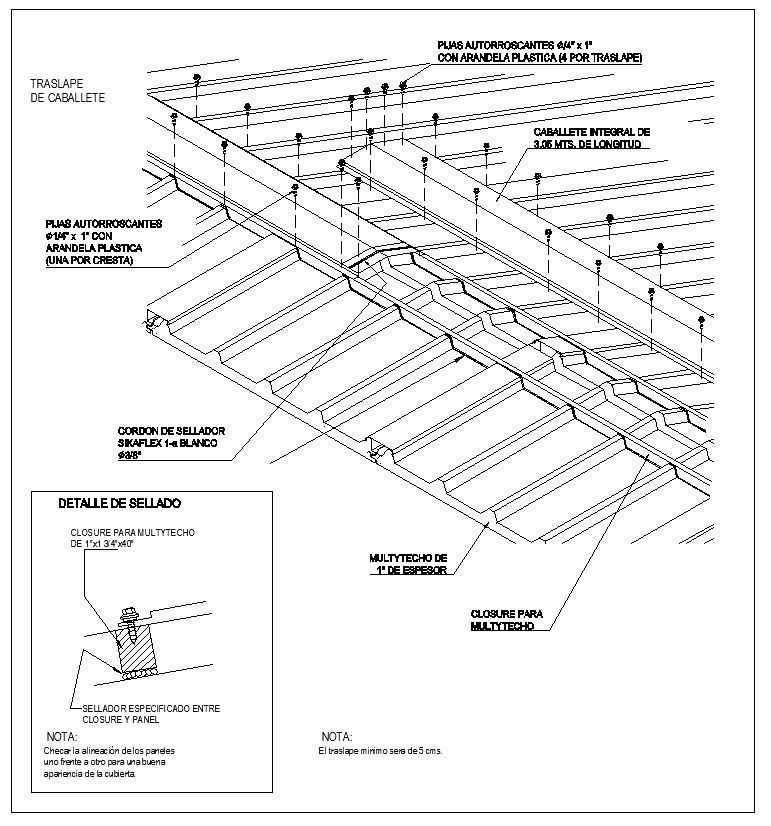 PIJAS AUTORROSCANTES Ø/4" x 1"
CON ARANDELA PLASTICA (4 POR TRASLAPE)
TRASLAPE
DE CABALLETE
CABALLETE INTEGRAL DE
3.05 MTS. DE LONGITUD
PIJAS AUTORROSCANTES
Ø1/4" x 1" CON
ARANDELA PLASTICA
(UNA POR CRESTA)
CORDON DE SELLADOR
SIKAFLEX 1-a BLANCO
Ø3/8"
MULTYTECHO DE
1" DE ESPESOR
CLOSURE PARA
MULTYTECHO
DETALLE DE SELLADO
CLOSURE PARA MULTYTECHO
DE 1"x1 3/4"x40"
SELLADOR ESPECIFICADO ENTRE
CLOSURE Y PANEL
NOTA:
Checar la alineación de los paneles
uno frente a otro para una buena
apariencia de la cubierta.
NOTA:
El traslape minimo sera de 5 cms.